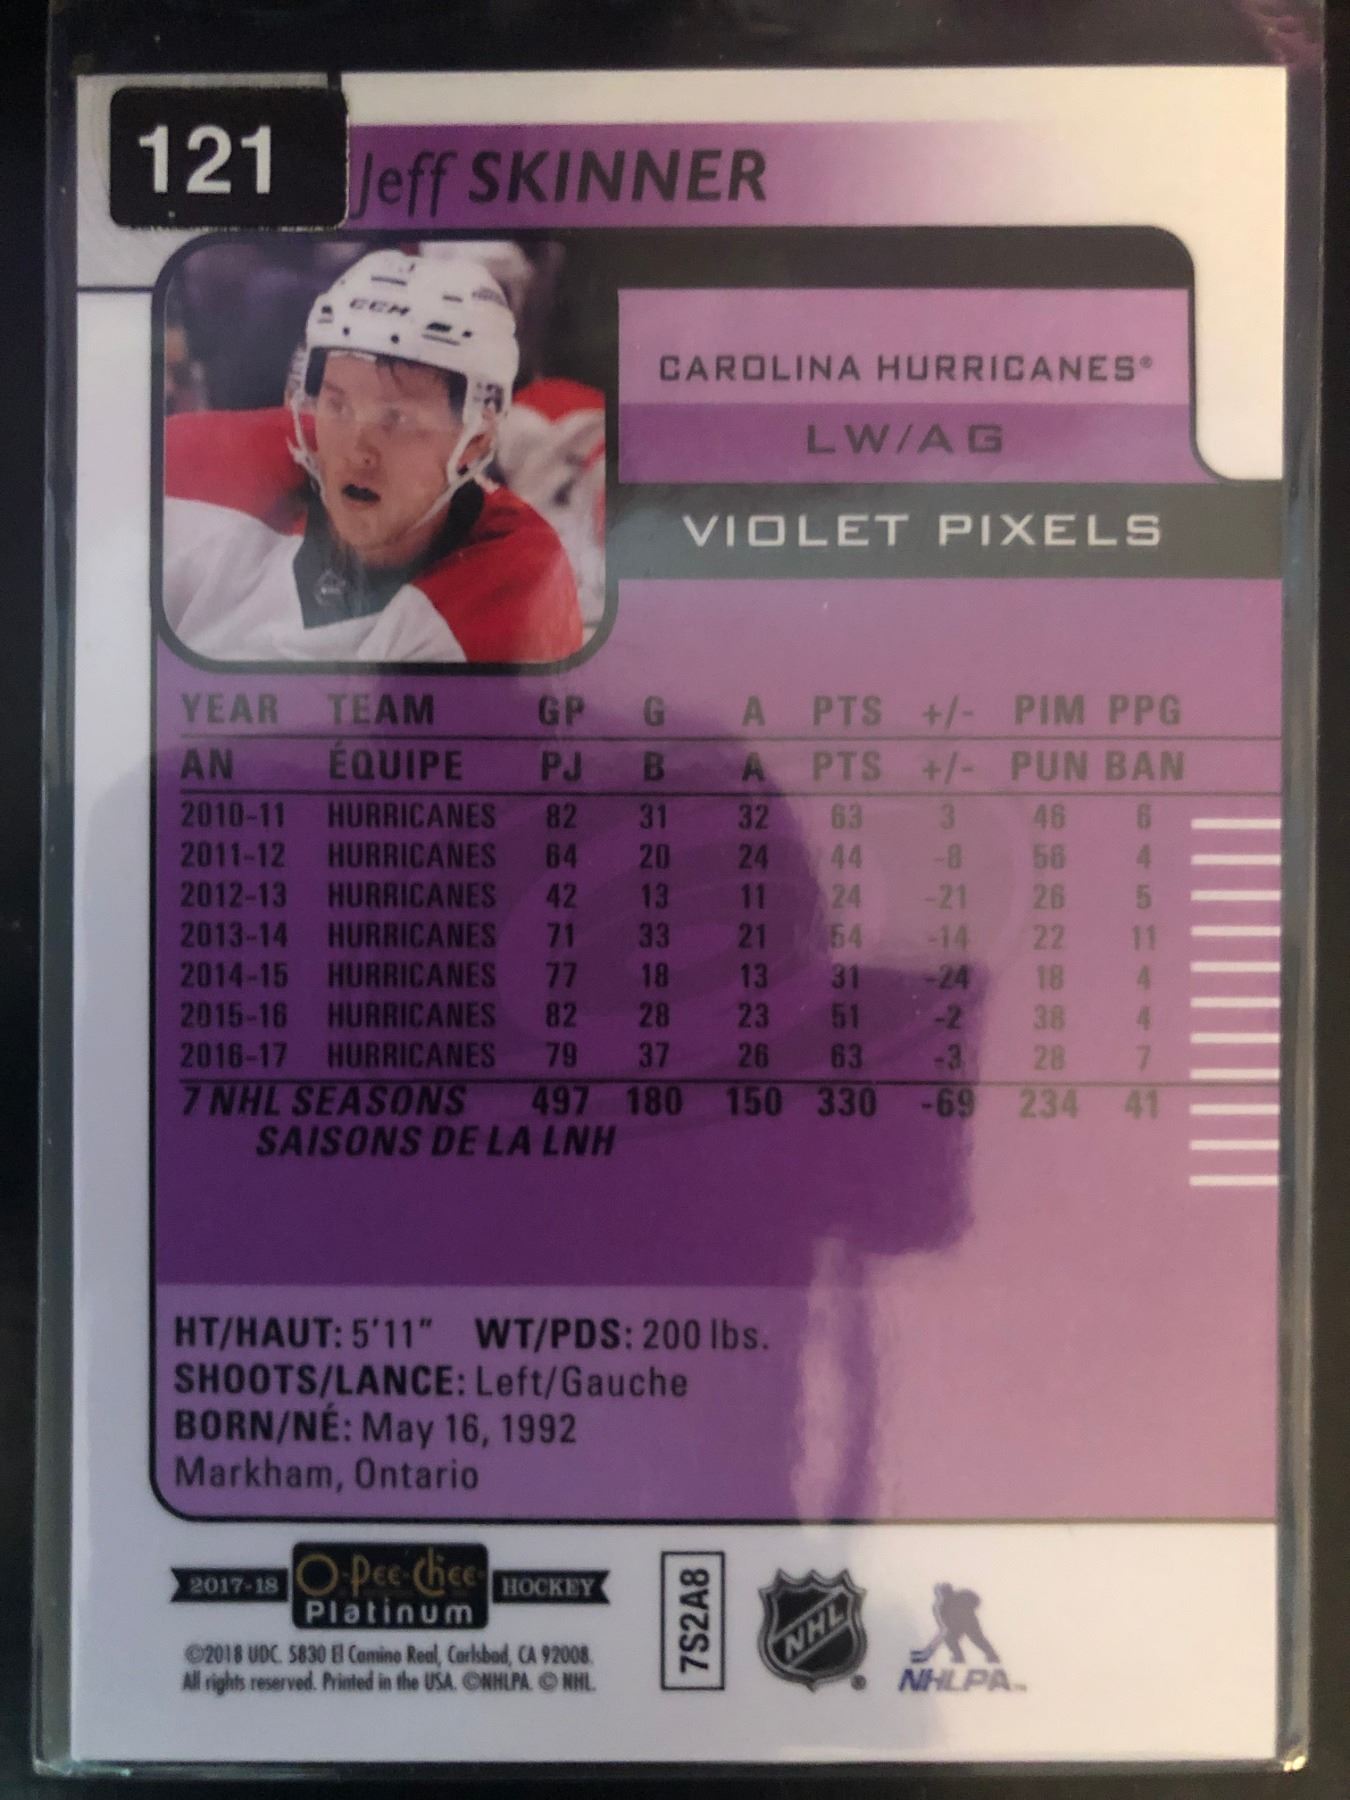 121
Jeff SKINNER
CCM
CAROLINA HURRICANES®
LW/AG
VIOLET PIXELS
YEAR TEAM GP G A PTS +/- PIM PPG
AN ÉQUIPE PJ B A PTS +/- PUN BAN
2010-11 HURRICANES 82 31 32 63 3 46 6
2011-12 HURRICANES 64 20 24 44 -8 56 4
2012-13 HURRICANES 42 13 11 24 -21 26 5
2013-14 HURRICANES 71 33 21 54 -14 22 11
2014-15 HURRICANES 77 18 13 31 -24 18 4
2015-16 HURRICANES 82 28 23 51 -2 38 4
2016-17 HURRICANES 79 37 26 63 -3 28 7
7 NHL SEASONS 497 180 150 330 -69 234 41
SAISONS DE LA LNH
HT/HAUT: 5'11" WT/PDS: 200 lbs.
SHOOTS/LANCE: Left/Gauche
BORN/NÉ: May 16, 1992
Markham, Ontario
2017-18 O-Pee-Chee HOCKEY
Platinum
©2018 UDC. 5830 El Camino Real, Carlsbad, CA 92008.
All rights reserved. Printed in the USA. ©NHLPA. © NHL.
7S2A8
NHL®
NHLPA™